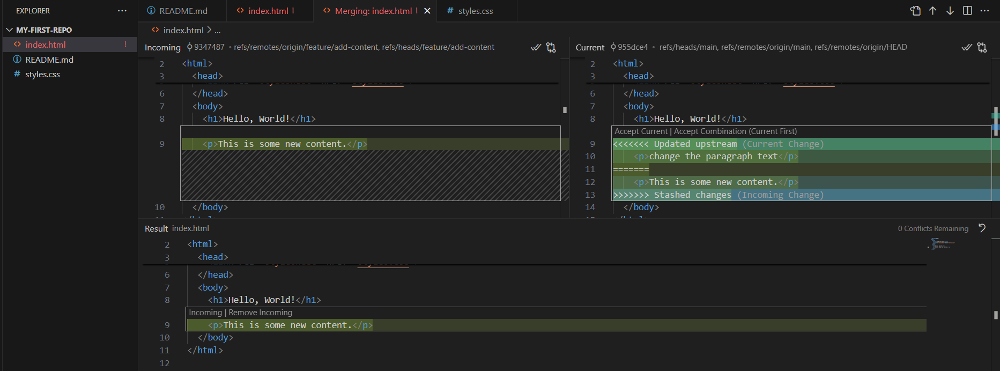 EXPLORER ···
README.md
<> index.html !
<> Merging: index.html ! ×
# styles.css
MY-FIRST-REPO
<> index.html !
README.md
# styles.css
<> index.html > ...
Incoming 9347487 • refs/remotes/origin/feature/add-content, refs/heads/feature/add-content
2 <html>
3 <head>
6 </head>
7 <body>
8 <h1>Hello, World!</h1>
9 <p>This is some new content.</p>
10 </body>
Current 955dce4 • refs/heads/main, refs/remotes/origin/main, refs/remotes/origin/HEAD
2 <html>
3 <head>
6 </head>
7 <body>
8 <h1>Hello, World!</h1>
Accept Current | Accept Combination (Current First)
9 <<<<<<< Updated upstream (Current Change)
10 <p>change the paragraph text</p>
11 =======
12 <p>This is some new content.</p>
13 >>>>>>> Stashed changes (Incoming Change)
14 </body>
Result index.html 0 Conflicts Remaining
2 <html>
3 <head>
6 </head>
7 <body>
8 <h1>Hello, World!</h1>
Incoming | Remove Incoming
9 <p>This is some new content.</p>
10 </body>
11 </html>
12